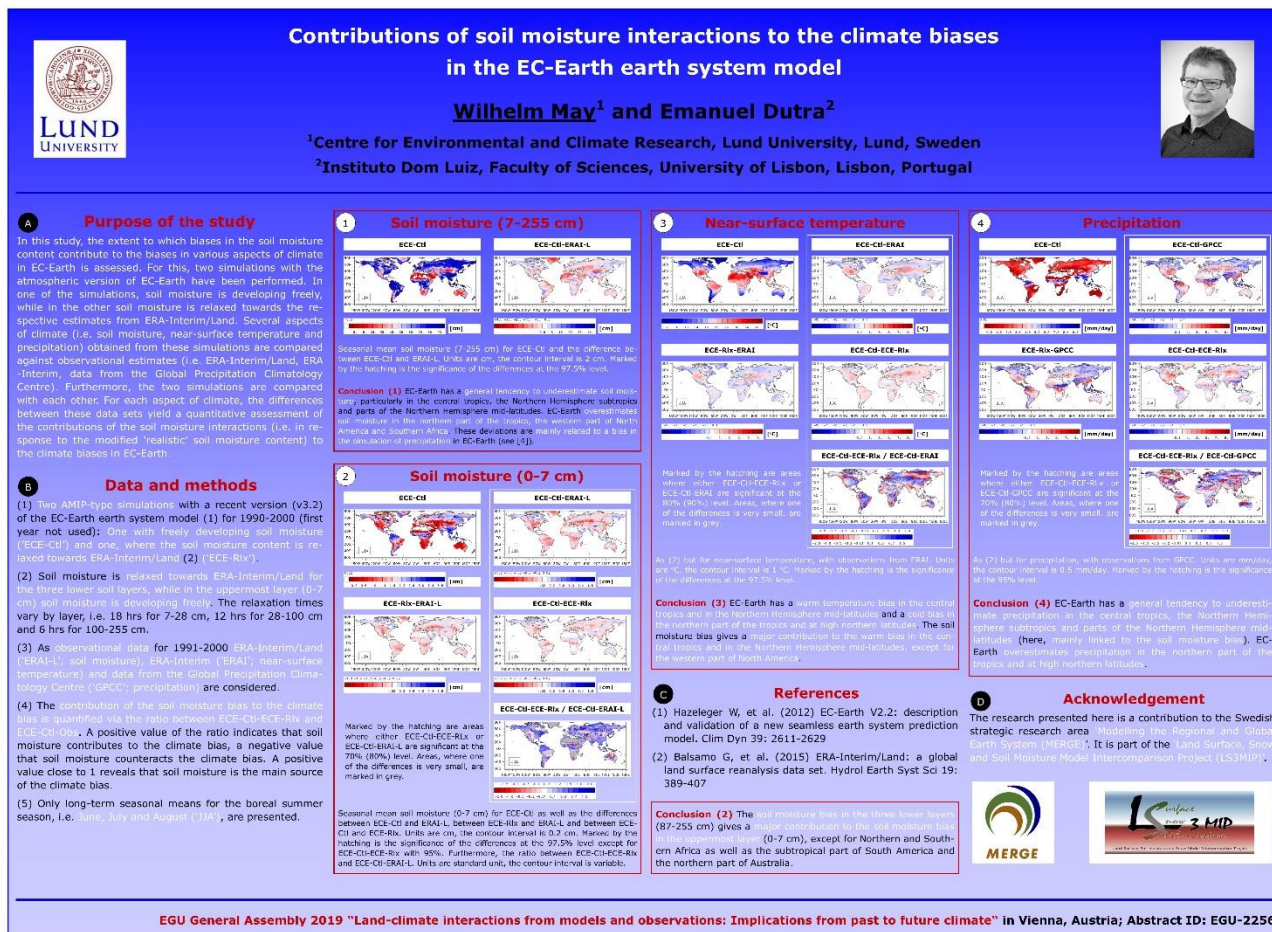 Contributions of soil moisture interactions to the climate biases
in the EC-Earth earth system model
LUND
UNIVERSITY
Wilhelm May1 and Emanuel Dutra2
1Centre for Environmental and Climate Research, Lund University, Lund, Sweden
2Instituto Dom Luiz, Faculty of Sciences, University of Lisbon, Lisbon, Portugal
A
Purpose of the study
In this study, the extent to which biases in the soil moisture
content contribute to the biases in various aspects of climate
in EC-Earth is assessed. For this, two simulations with the
atmospheric version of EC-Earth have been performed. In
one of the simulations, soil moisture is developing freely,
while in the other soil moisture is relaxed towards the re-
spective estimates from ERA-Interim/Land. Several aspects
of climate (i.e. soil moisture, near-surface temperature and
precipitation) obtained from these simulations are compared
against observational estimates (i.e. ERA-Interim/Land, ERA
-Interim, data from the Global Precipitation Climatology
Centre). Furthermore, the two simulations are compared
with each other. For each aspect of climate, the differences
between these data sets yield a quantitative assessment of
the contributions of the soil moisture interactions (i.e. in re-
sponse to the modified 'realistic' soil moisture content) to
the climate biases in EC-Earth.
B
Data and methods
(1) Two AMIP-type simulations with a recent version (v3.2)
of the EC-Earth earth system model (1) for 1990-2000 (first
year not used): One with freely developing soil moisture
('ECE-Ctl') and one, where the soil moisture content is re-
laxed towards ERA-Interim/Land (2) ('ECE-Rlx').
(2) Soil moisture is relaxed towards ERA-Interim/Land for
the three lower soil layers, while in the uppermost layer (0-7
cm) soil moisture is developing freely. The relaxation times
vary by layer, i.e. 18 hrs for 7-28 cm, 12 hrs for 28-100 cm
and 6 hrs for 100-255 cm.
(3) As observational data for 1991-2000 ERA-Interim/Land
('ERAI-L'; soil moisture), ERA-Interim ('ERAI'; near-surface
temperature) and data from the Global Precipitation Clima-
tology Centre ('GPCC'; precipitation) are considered.
(4) The contribution of the soil moisture bias to the climate
bias is quantified via the ratio between ECE-Ctl-ECE-Rlx and
ECE-Ctl-Obs. A positive value of the ratio indicates that soil
moisture contributes to the climate bias, a negative value
that soil moisture counteracts the climate bias. A positive
value close to 1 reveals that soil moisture is the main source
of the climate bias.
(5) Only long-term seasonal means for the boreal summer
season, i.e. June, July and August ('JJA'), are presented.
1
Soil moisture (7-255 cm)
ECE-Ctl
ECE-Ctl-ERAI-L
[cm]
[cm]
Seasonal mean soil moisture (7-255 cm) for ECE-Ctl and the difference be-
tween ECE-Ctl and ERAI-L. Units are cm, the contour interval is 2 cm. Marked
by the hatching is the significance of the differences at the 97.5% level.
Conclusion (1) EC-Earth has a general tendency to underestimate soil mois-
ture, particularly in the central tropics, the Northern Hemisphere subtropics
and parts of the Northern Hemisphere mid-latitudes. EC-Earth overestimates
soil moisture in the northern part of the tropics, the western part of North
America and Southern Africa. These deviations are mainly related to a bias in
the simulation of precipitation in EC-Earth (see [4]).
2
Soil moisture (0-7 cm)
ECE-Ctl
ECE-Ctl-ERAI-L
[cm]
[cm]
ECE-Rlx-ERAI-L
ECE-Ctl-ECE-Rlx
[cm]
[cm]
ECE-Ctl-ECE-Rlx / ECE-Ctl-ERAI-L
Marked by the hatching are areas
where either ECE-Ctl-ECE-RLx or
ECE-Ctl-ERAI-L are significant at the
70% (80%) level. Areas, where one
of the differences is very small, are
marked in grey.
Seasonal mean soil moisture (0-7 cm) for ECE-Ctl as well as the differences
between ECE-Ctl and ERAI-L, between ECE-Rlx and ERAI-L and between ECE-
Ctl and ECE-Rlx. Units are cm, the contour interval is 0.2 cm. Marked by the
hatching is the significance of the differences at the 97.5% level except for
ECE-Ctl-ECE-Rlx with 95%. Furthermore, the ratio between ECE-Ctl-ECE-Rlx
and ECE-Ctl-ERAI-L. Units are standard unit, the contour interval is variable.
3
Near-surface temperature
ECE-Ctl
ECE-Ctl-ERAI
[°C]
[°C]
ECE-Rlx-ERAI
ECE-Ctl-ECE-Rlx
[°C]
[°C]
ECE-Ctl-ECE-Rlx / ECE-Ctl-ERAI
Marked by the hatching are areas
where either ECE-Ctl-ECE-RLx or
ECE-Ctl-ERAI are significant at the
80% (90%) level. Areas, where one
of the differences is very small, are
marked in grey.
As (2) but for near-surface temperature, with observations from ERAI. Units
are °C, the contour interval is 1 °C. Marked by the hatching is the significance
of the differences at the 97.5% level.
Conclusion (3) EC-Earth has a warm temperature bias in the central
tropics and in the Northern Hemisphere mid-latitudes and a cold bias in
the northern part of the tropics and at high northern latitudes. The soil
moisture bias gives a major contribution to the warm bias in the cen-
tral tropics and in the Northern Hemisphere mid-latitudes, except for
the western part of North America.
4
Precipitation
ECE-Ctl
ECE-Ctl-GPCC
[mm/day]
[mm/day]
ECE-Rlx-GPCC
ECE-Ctl-ECE-Rlx
[mm/day]
[mm/day]
ECE-Ctl-ECE-Rlx / ECE-Ctl-GPCC
Marked by the hatching are areas
where either ECE-Ctl-ECE-RLx or
ECE-Ctl-GPCC are significant at the
70% (80%) level. Areas, where one
of the differences is very small, are
marked in grey.
As (2) but for precipitation, with observations from GPCC. Units are mm/day,
the contour interval is 0.5 mm/day. Marked by the hatching is the significance
at the 95% level.
Conclusion (4) EC-Earth has a general tendency to underesti-
mate precipitation in the central tropics, the Northern Hemi-
sphere subtropics and parts of the Northern Hemisphere mid-
latitudes (here, mainly linked to the soil moisture bias). EC-
Earth overestimates precipitation in the northern part of the
tropics and at high northern latitudes.
C
References
(1) Hazeleger W, et al. (2012) EC-Earth V2.2: description
and validation of a new seamless earth system prediction
model. Clim Dyn 39: 2611-2629
(2) Balsamo G, et al. (2015) ERA-Interim/Land: a global
land surface reanalysis data set. Hydrol Earth Syst Sci 19:
389-407
Conclusion (2) The soil moisture bias in the three lower layers
(87-255 cm) gives a major contribution to the soil moisture bias
in the uppermost layer (0-7 cm), except for Northern and South-
ern Africa as well as the subtropical part of South America and
the northern part of Australia.
D
Acknowledgement
The research presented here is a contribution to the Swedish
strategic research area 'Modelling the Regional and Globa
Earth System (MERGE)'. It is part of the 'Land Surface, Snow
and Soil Moisture Model Intercomparison Project (LS3MIP)'.
MERGE
Surface
Snow 3 MIP
EGU General Assembly 2019 "Land-climate interactions from models and observations: Implications from past to future climate" in Vienna, Austria; Abstract ID: EGU-2256